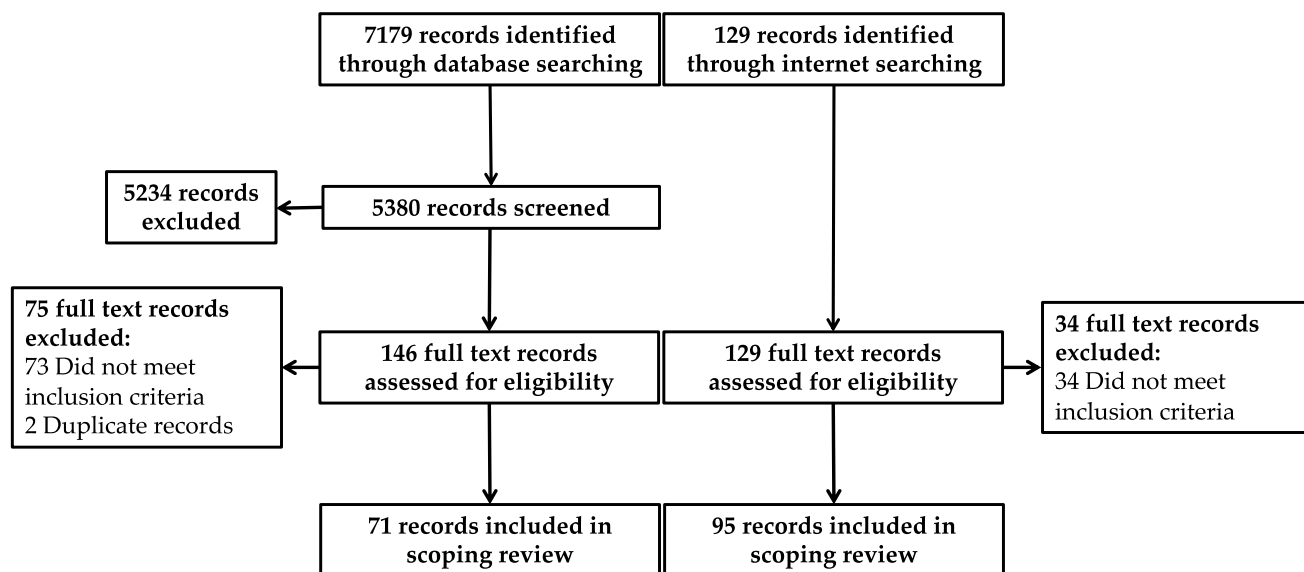 7179 records identified
through database searching
129 records identified
through internet searching
5234 records
excluded
5380 records screened
75 full text records
excluded:
73 Did not meet
inclusion criteria
2 Duplicate records
146 full text records
assessed for eligibility
129 full text records
assessed for eligibility
34 full text records
excluded:
34 Did not meet
inclusion criteria
71 records included in
scoping review
95 records included in
scoping review